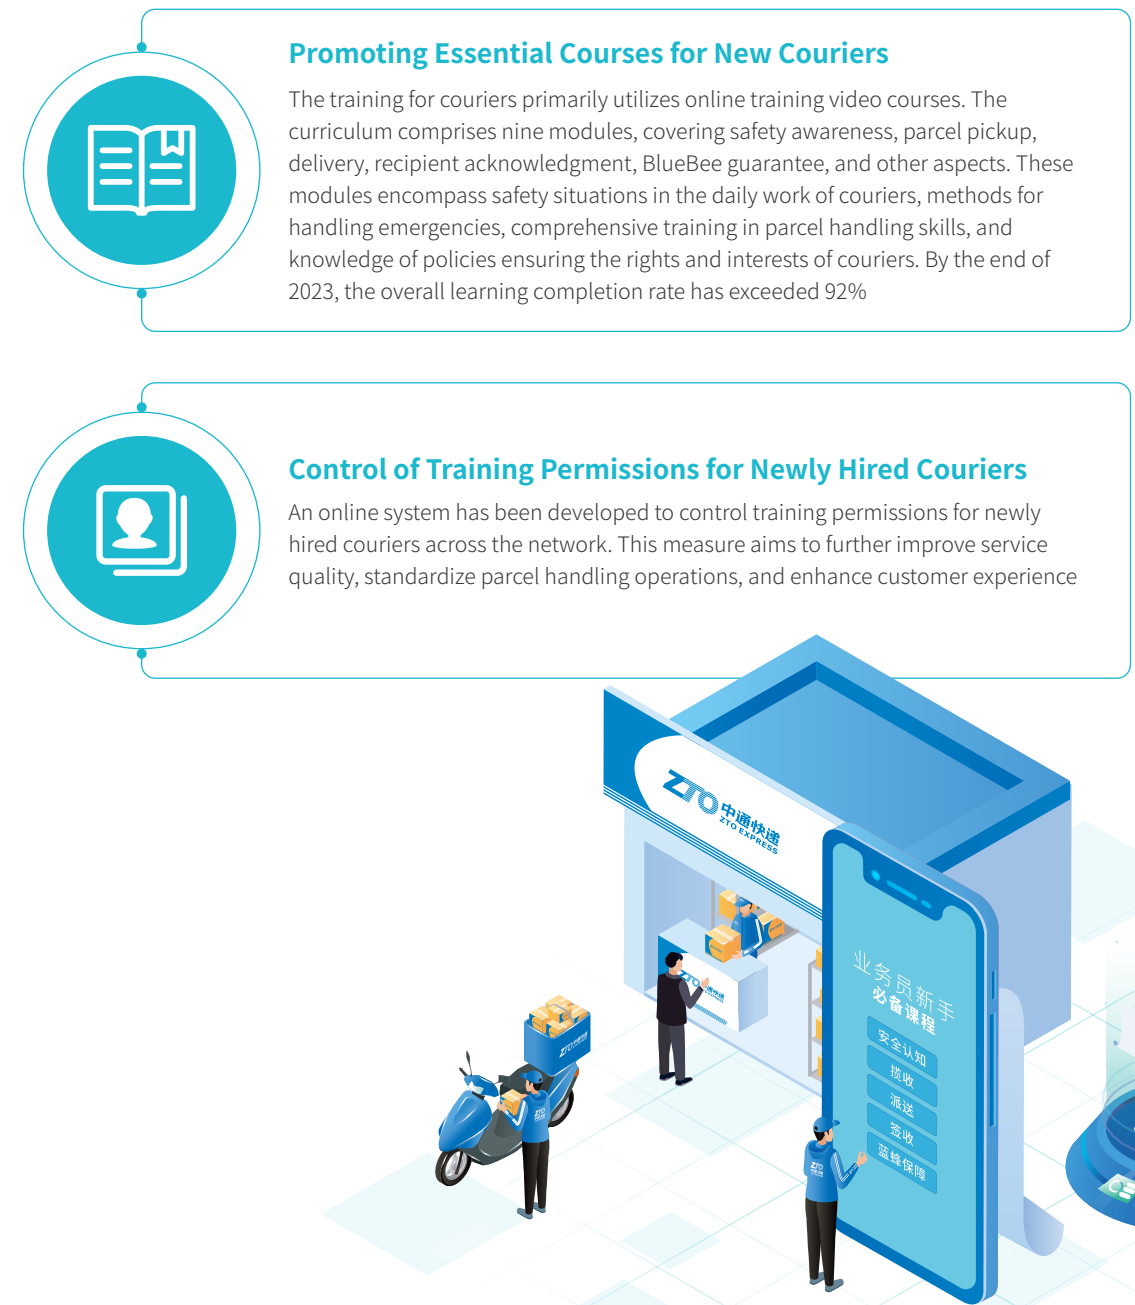 Promoting Essential Courses for New Couriers
The training for couriers primarily utilizes online training video courses. The
curriculum comprises nine modules, covering safety awareness, parcel pickup,
delivery, recipient acknowledgment, BlueBee guarantee, and other aspects. These
modules encompass safety situations in the daily work of couriers, methods for
handling emergencies, comprehensive training in parcel handling skills, and
knowledge of policies ensuring the rights and interests of couriers. By the end of
2023, the overall learning completion rate has exceeded 92%
Control of Training Permissions for Newly Hired Couriers
An online system has been developed to control training permissions for newly
hired couriers across the network. This measure aims to further improve service
quality, standardize parcel handling operations, and enhance customer experience
ZTO 中通快递
ZTO EXPRESS
业务员新手
必备课程
安全认知
揽收
派送
签收
蓝蜂保障
ZTO
ZTO
ZTO
ZTO